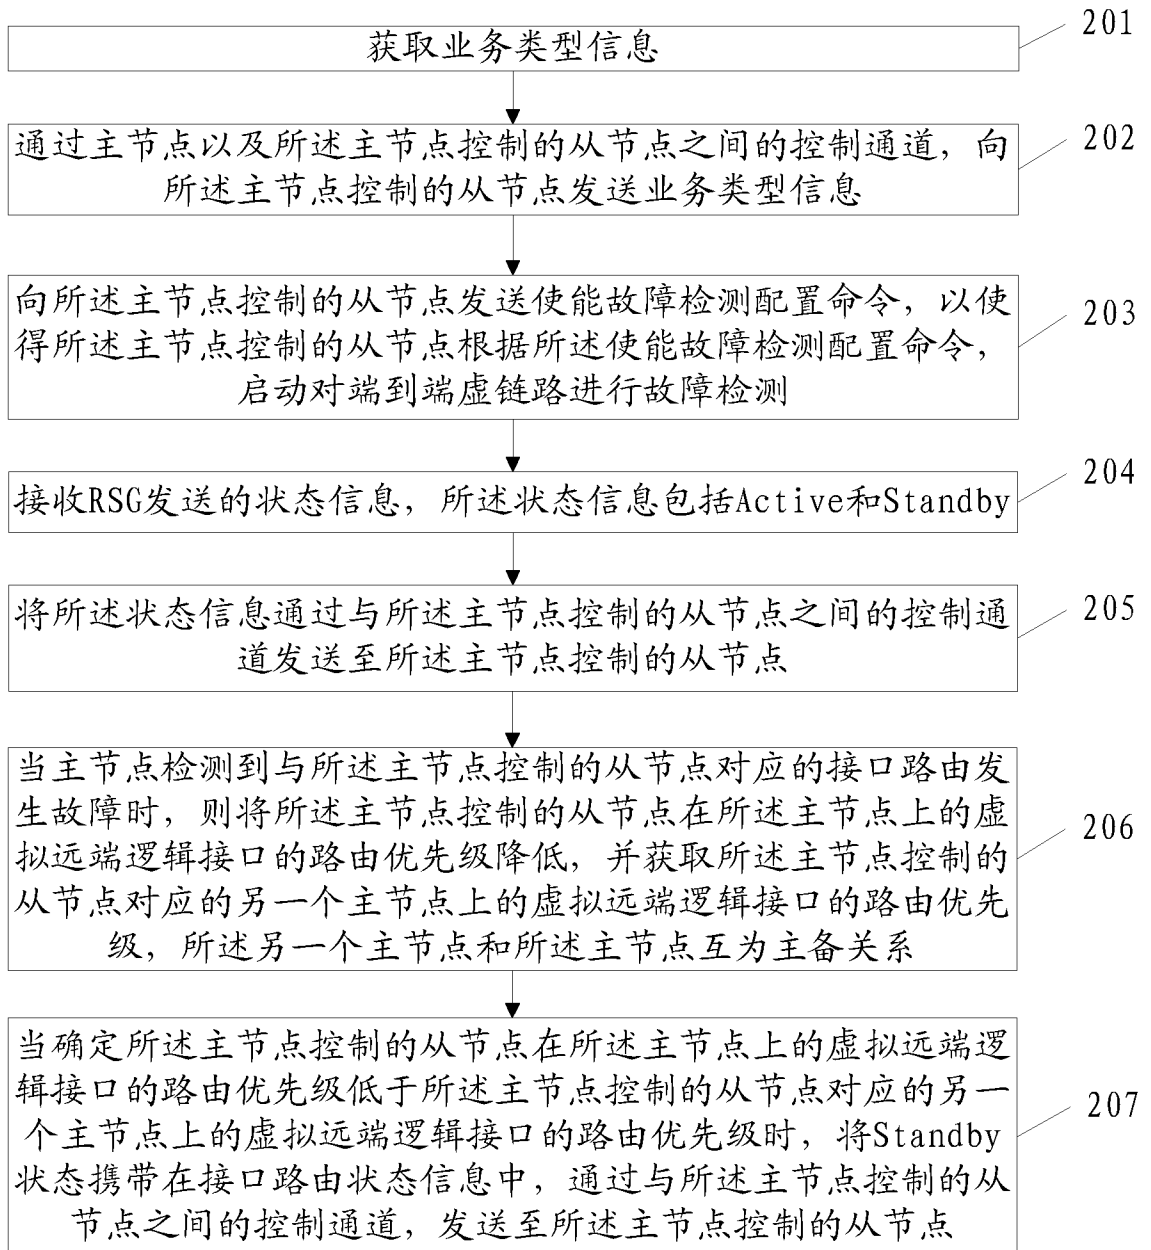 获取业务类型信息
201
通过主节点以及所述主节点控制的从节点之间的控制通道，向
所述主节点控制的从节点发送业务类型信息
202
向所述主节点控制的从节点发送使能故障检测配置命令，以使
得所述主节点控制的从节点根据所述使能故障检测配置命令，
启动对端到端虚链路进行故障检测
203
接收RSG发送的状态信息，所述状态信息包括Active和Standby
204
将所述状态信息通过与所述主节点控制的从节点之间的控制通
道发送至所述主节点控制的从节点
205
当主节点检测到与所述主节点控制的从节点对应的接口路由发
生故障时，则将所述主节点控制的从节点在所述主节点上的虚
拟远端逻辑接口的路由优先级降低，并获取所述主节点控制的
从节点对应的另一个主节点上的虚拟远端逻辑接口的路由优先
级，所述另一个主节点和所述主节点互为主备关系
206
当确定所述主节点控制的从节点在所述主节点上的虚拟远端逻
辑接口的路由优先级低于所述主节点控制的从节点对应的另一
个主节点上的虚拟远端逻辑接口的路由优先级时，将Standby
状态携带在接口路由状态信息中，通过与所述主节点控制的从
节点之间的控制通道，发送至所述主节点控制的从节点
207